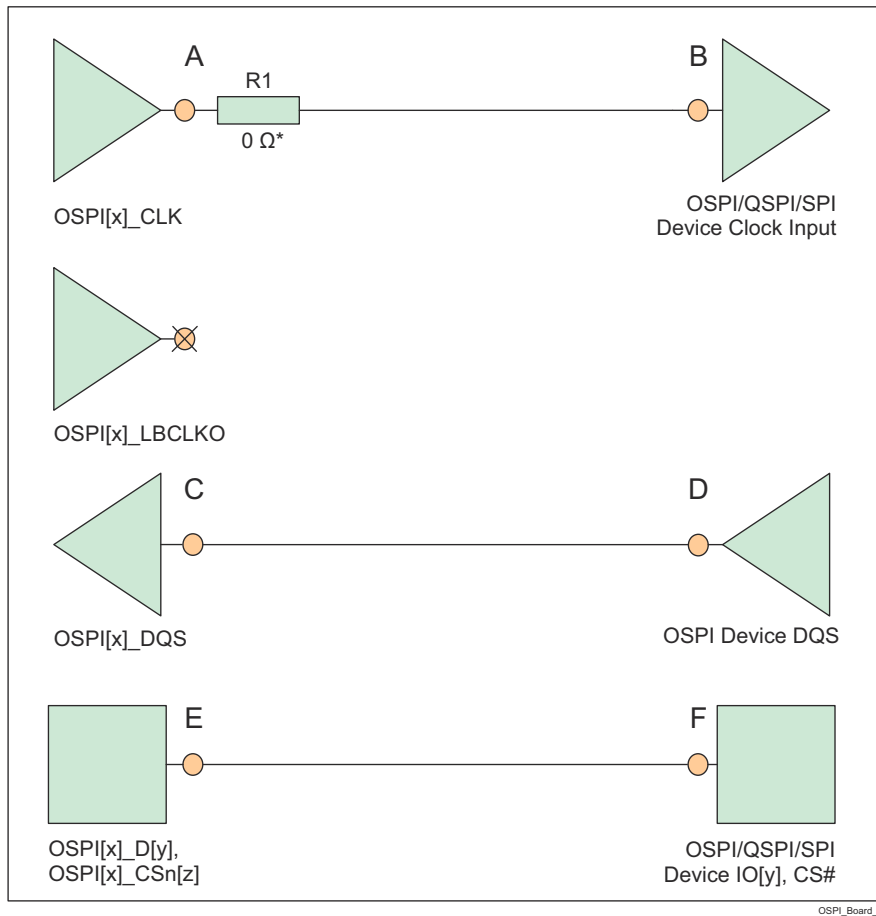 A
B
R1
0 Ω*
OSPI[x]_CLK
OSPI/QSPI/SPI
Device Clock Input
OSPI[x]_LBCLKO
C
D
OSPI[x]_DQS
OSPI Device DQS
E
F
OSPI[x]_D[y],
OSPI[x]_CSn[z]
OSPI/QSPI/SPI
Device IO[y], CS#
OSPI_Board_